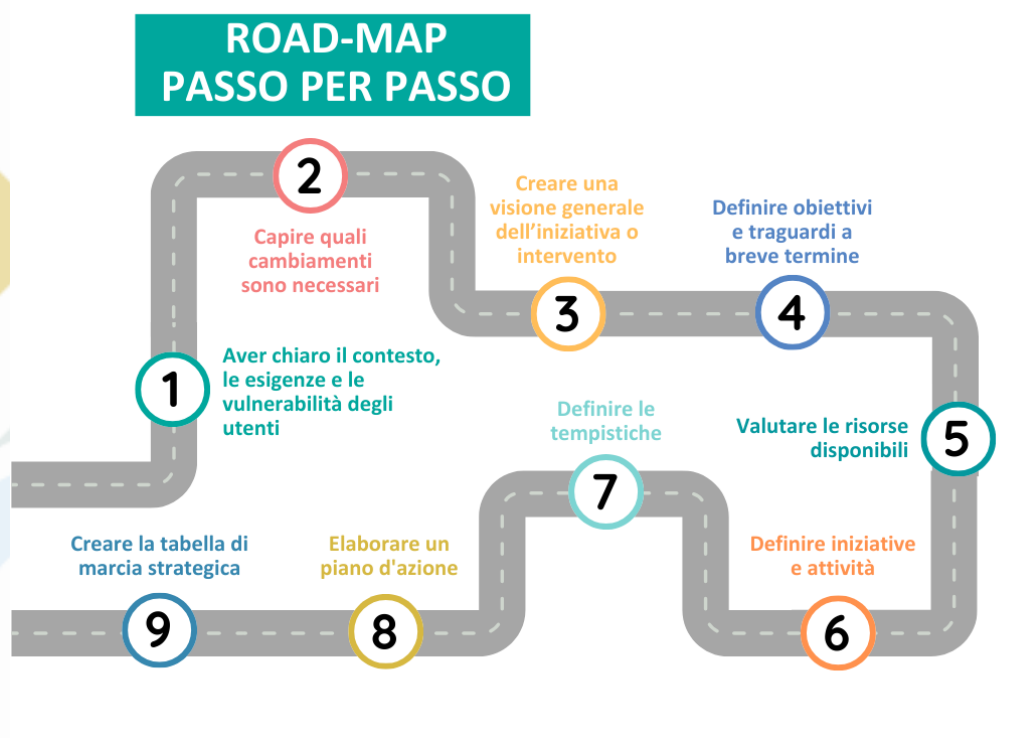 ROAD-MAP
PASSO PER PASSO
1
Aver chiaro il contesto,
le esigenze e le
vulnerabilità degli
utenti
2
Capire quali
cambiamenti
sono necessari
3
Creare una
visione generale
dell’iniziativa o
intervento
4
Definire obiettivi
e traguardi a
breve termine
5
Valutare le risorse
disponibili
6
Definire iniziative
e attività
7
Definire le
tempistiche
8
Elaborare un
piano d'azione
9
Creare la tabella di
marcia strategica